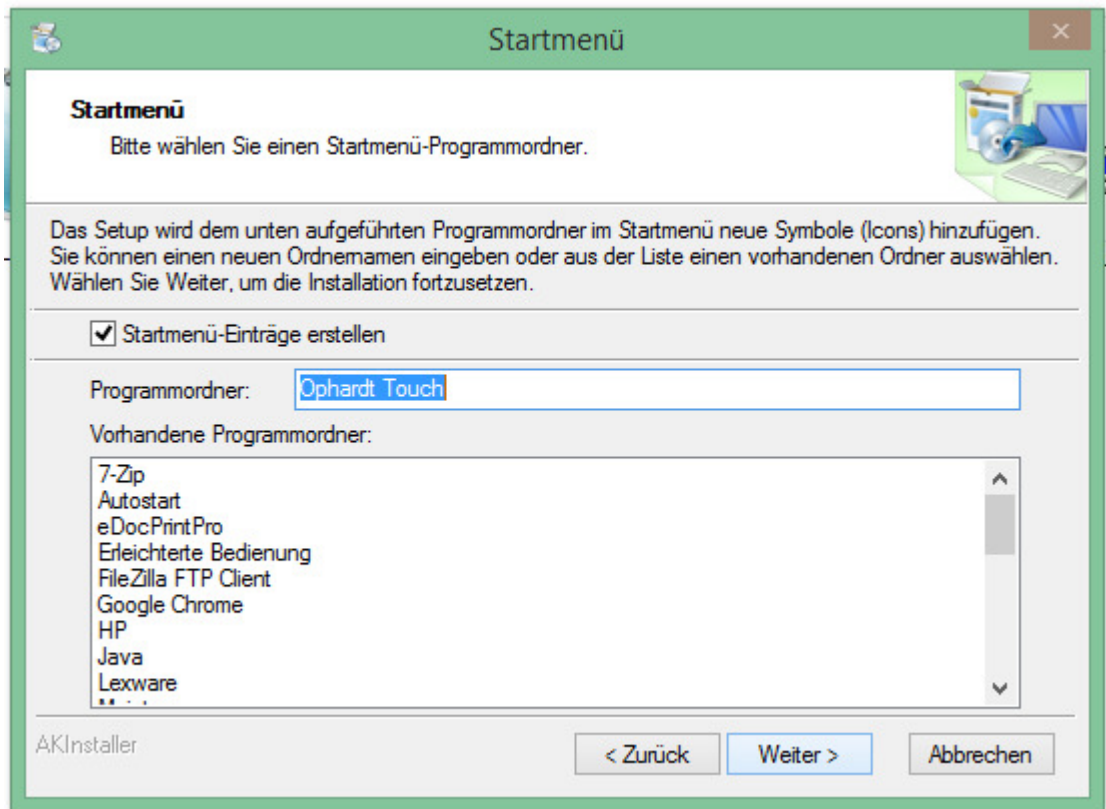 Startmenü
Startmenü
Bitte wählen Sie einen Startmenü-Programmordner.
Das Setup wird dem unten aufgeführten Programmordner im Startmenü neue Symbole (Icons) hinzufügen.
Sie können einen neuen Ordnernamen eingeben oder aus der Liste einen vorhandenen Ordner auswählen.
Wählen Sie Weiter, um die Installation fortzusetzen.
Startmenü-Einträge erstellen
Programmordner: Ophardt Touch
Vorhandene Programmordner:
7-Zip
Autostart
eDocPrintPro
Erleichterte Bedienung
FileZilla FTP Client
Google Chrome
HP
Java
Lexware
AKInstaller < Zurück Weiter > Abbrechen